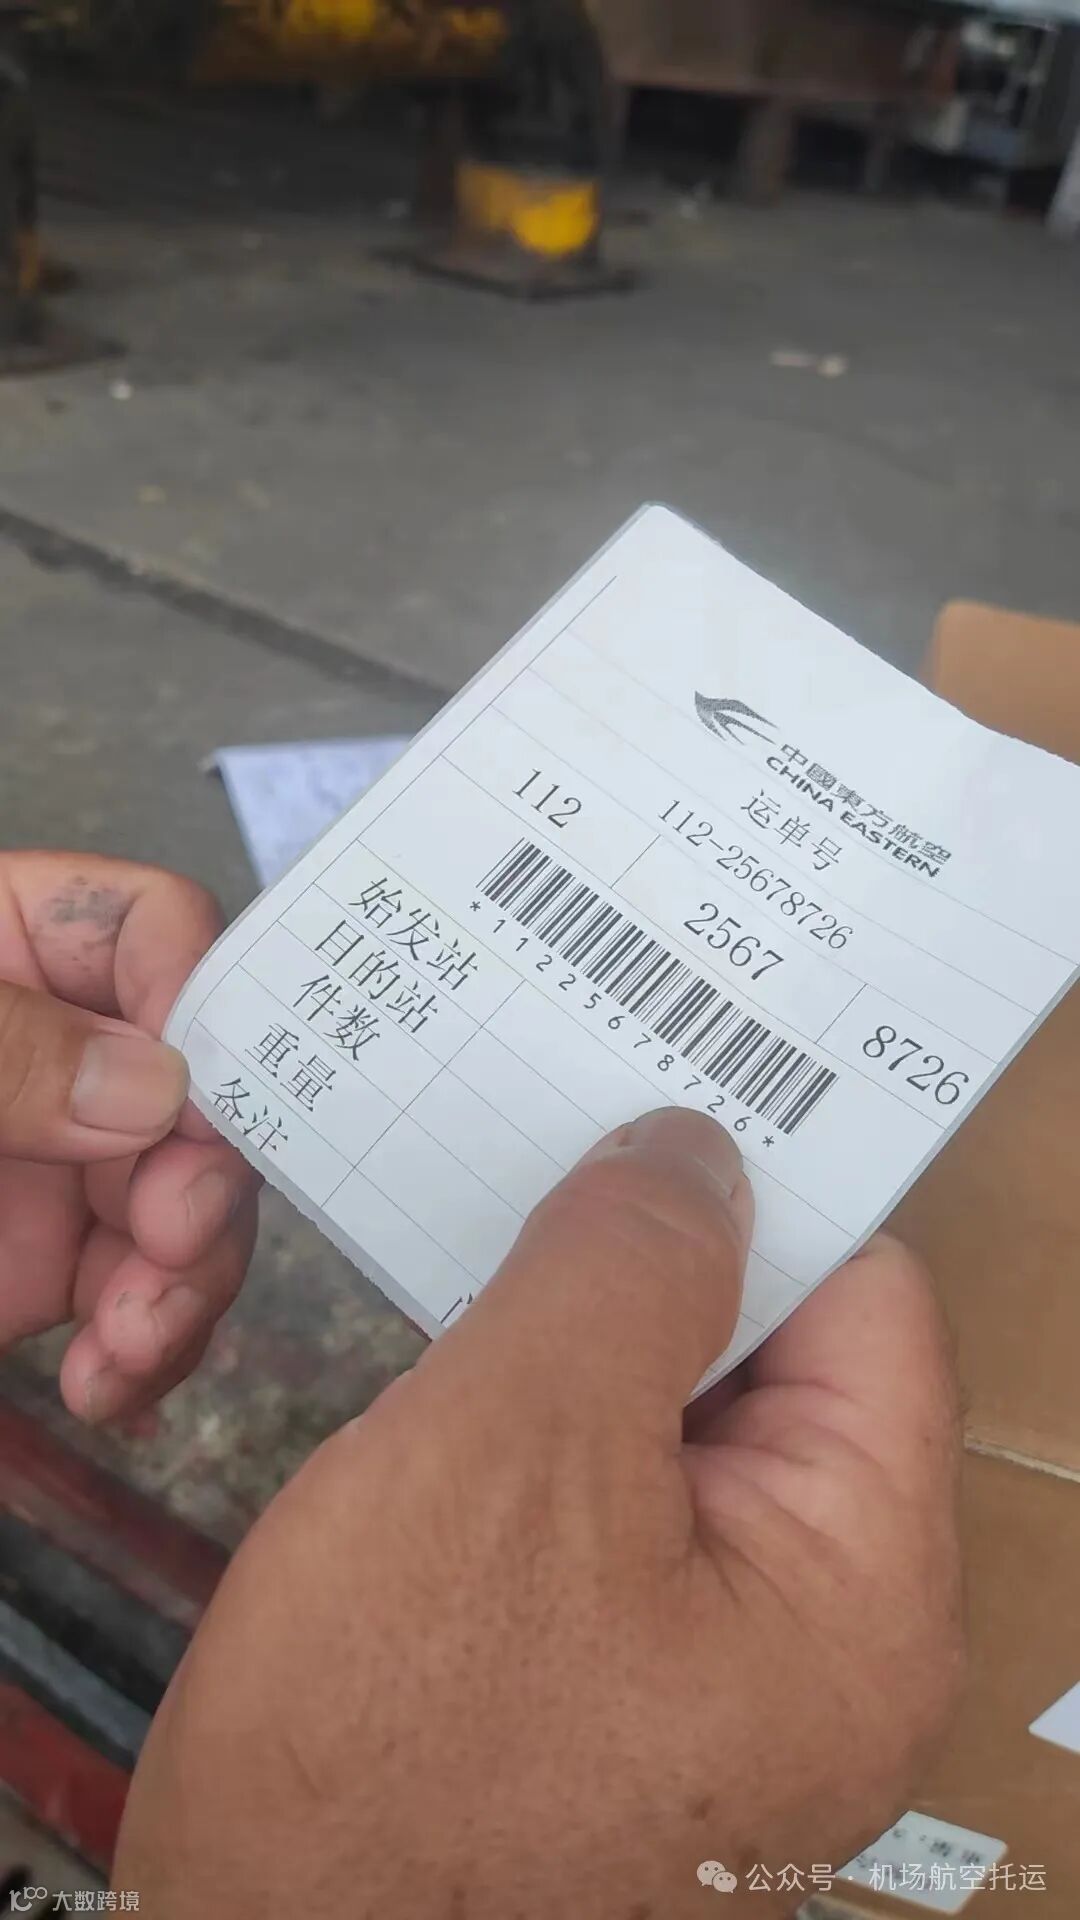 中國東方航空
CHINA EASTERN
运单号
112-25678726
112
2567
8726
*11225678726*
始发站
目的站
件数
重量
备注
公众号·机场航空托运
大数跨境